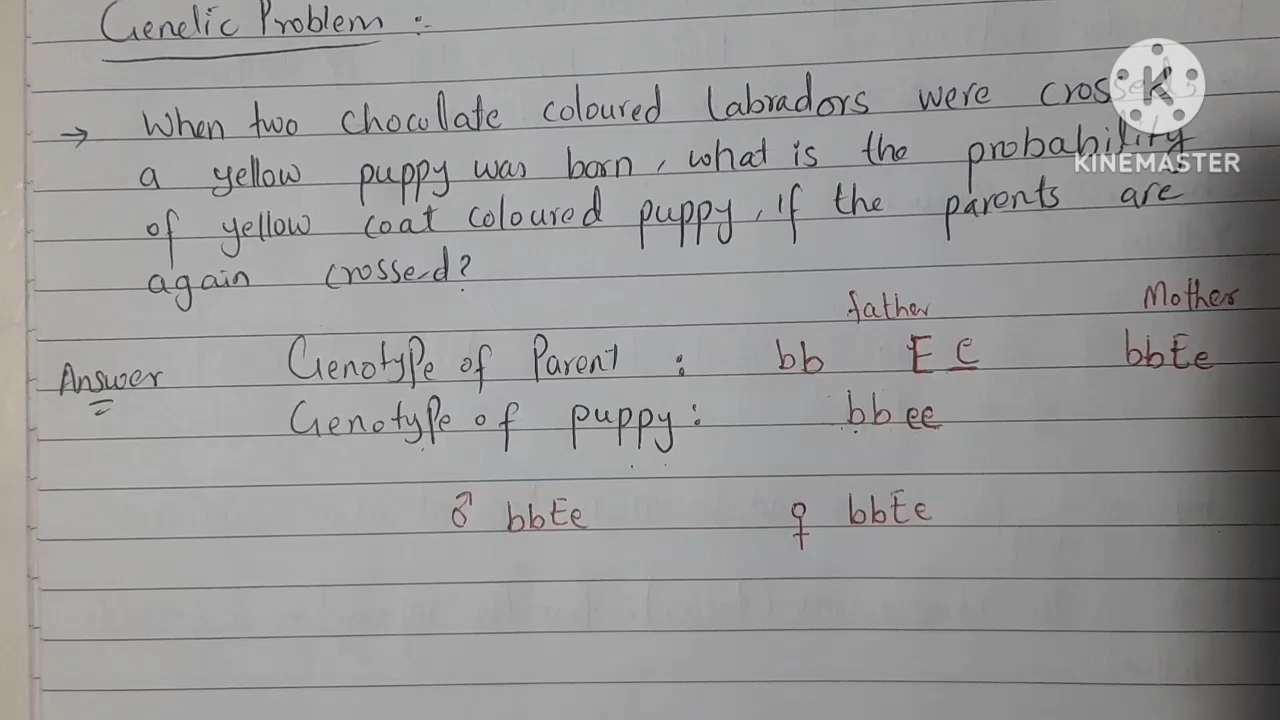 Genetic Problem :-
→ When two chocolate coloured labradors were crossed
a yellow puppy was born, what is the probability
KINEMASTER
of yellow coat coloured puppy, if the parents are
again crossed?
father Mother
Answer Genotype of Parent : bb Ee bbEe
Genotype of puppy: bbee
♂ bbEe ♀ bbEe